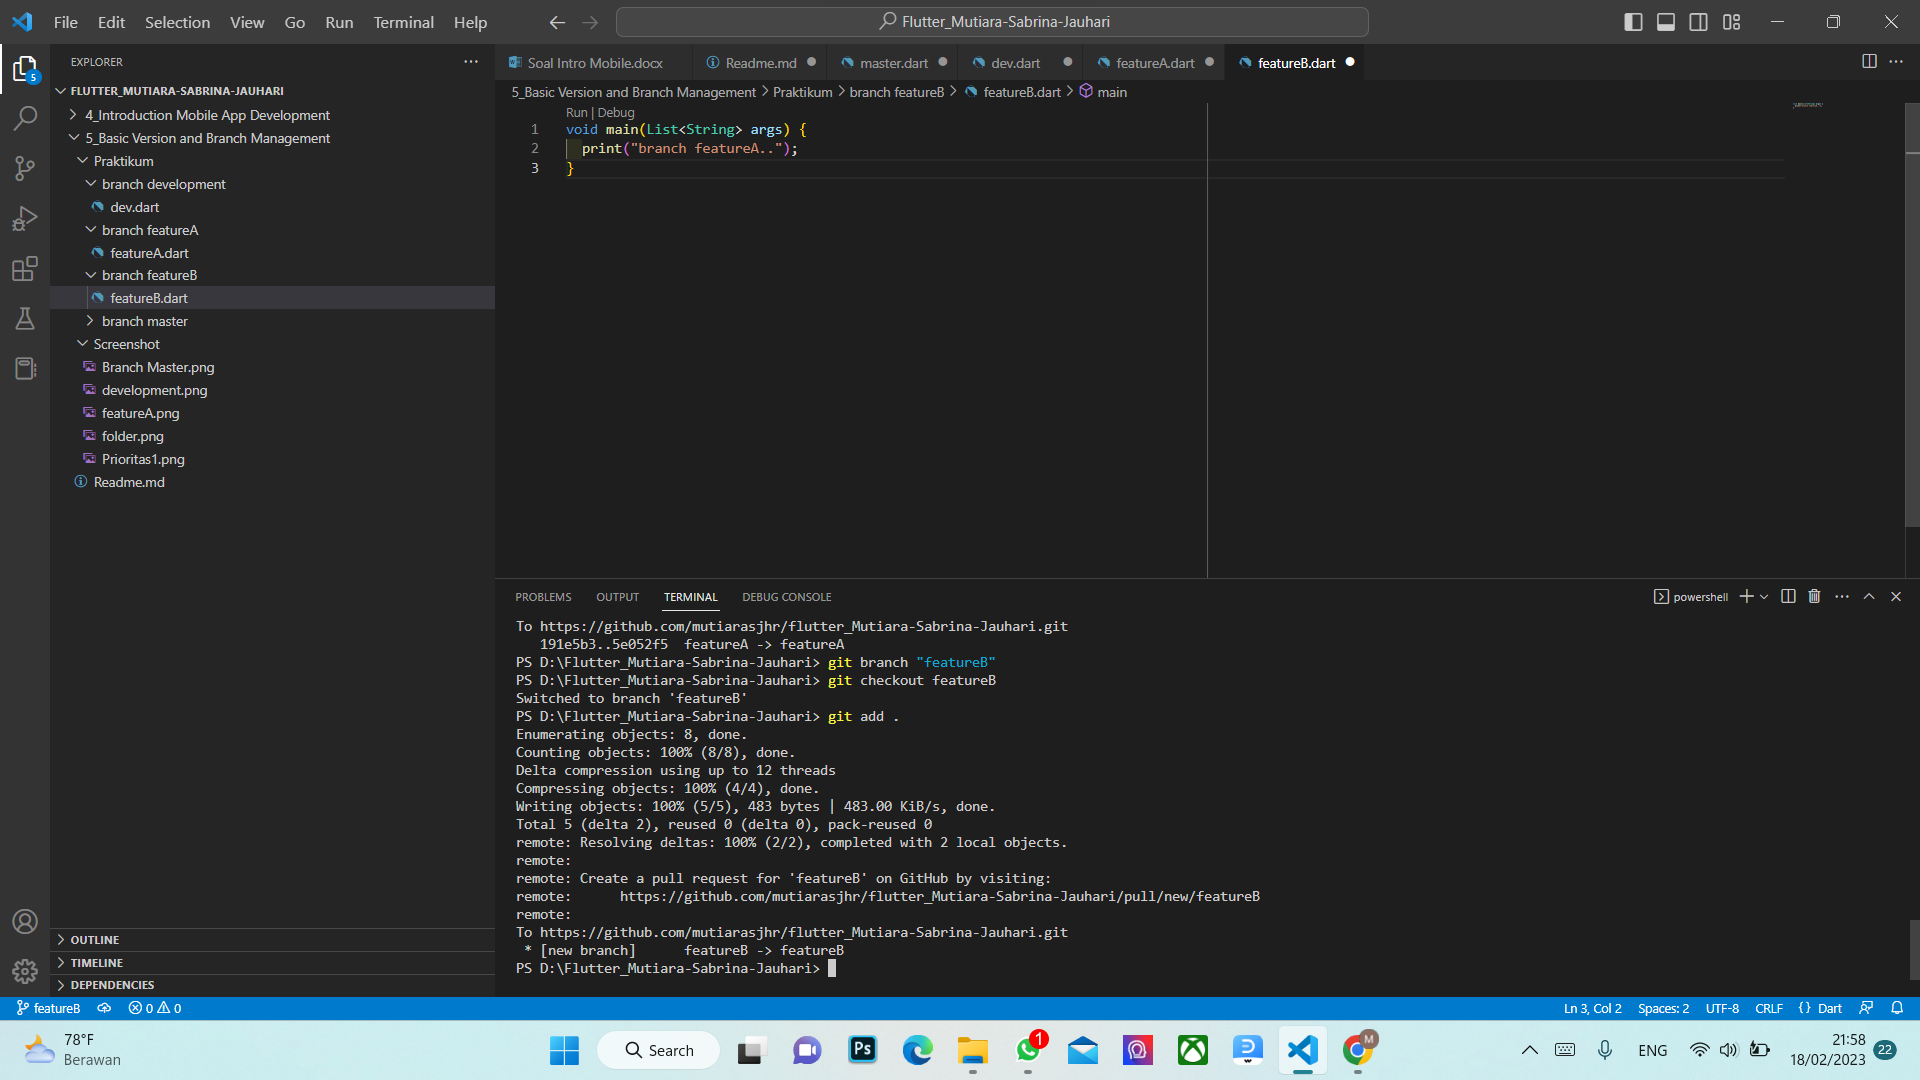 File Edit Selection View Go Run Terminal Help
Flutter_Mutiara-Sabrina-Jauhari
EXPLORER
FLUTTER_MUTIARA-SABRINA-JAUHARI
4_Introduction Mobile App Development
5_Basic Version and Branch Management
Praktikum
branch development
dev.dart
branch featureA
featureA.dart
branch featureB
featureB.dart
branch master
Screenshot
Branch Master.png
development.png
featureA.png
folder.png
Prioritas1.png
Readme.md
OUTLINE
TIMELINE
DEPENDENCIES
5
Soal Intro Mobile.docx Readme.md master.dart dev.dart featureA.dart featureB.dart
5_Basic Version and Branch Management > Praktikum > branch featureB > featureB.dart > main
Run | Debug
1 void main(List<String> args) {
2 print("branch featureA..");
3 }
PROBLEMS OUTPUT TERMINAL DEBUG CONSOLE
powershell
To https://github.com/mutiarasjhr/flutter_Mutiara-Sabrina-Jauhari.git
191e5b3..5e052f5 featureA -> featureA
PS D:\Flutter_Mutiara-Sabrina-Jauhari> git branch "featureB"
PS D:\Flutter_Mutiara-Sabrina-Jauhari> git checkout featureB
Switched to branch 'featureB'
PS D:\Flutter_Mutiara-Sabrina-Jauhari> git add .
Enumerating objects: 8, done.
Counting objects: 100% (8/8), done.
Delta compression using up to 12 threads
Compressing objects: 100% (4/4), done.
Writing objects: 100% (5/5), 483 bytes | 483.00 KiB/s, done.
Total 5 (delta 2), reused 0 (delta 0), pack-reused 0
remote: Resolving deltas: 100% (2/2), completed with 2 local objects.
remote:
remote: Create a pull request for 'featureB' on GitHub by visiting:
remote: https://github.com/mutiarasjhr/flutter_Mutiara-Sabrina-Jauhari/pull/new/featureB
remote:
To https://github.com/mutiarasjhr/flutter_Mutiara-Sabrina-Jauhari.git
* [new branch] featureB -> featureB
PS D:\Flutter_Mutiara-Sabrina-Jauhari>
featureB 0 0
Ln 3, Col 2 Spaces: 2 UTF-8 CRLF {} Dart
78°F
Berawan
Search
Ps
1
M
ENG
21:58
18/02/2023
22